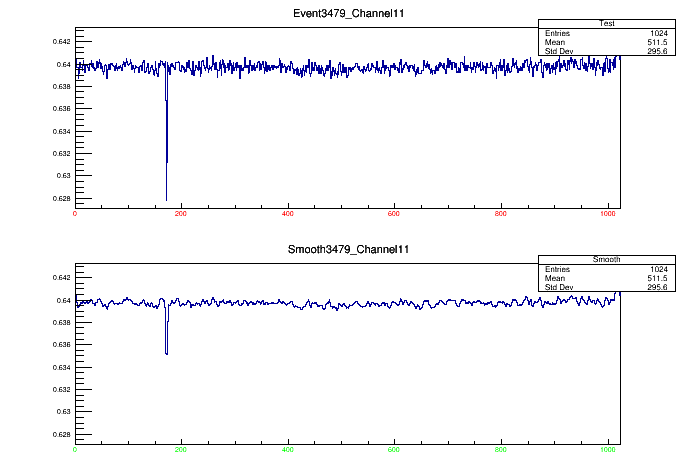 Event3479_Channel11
Test
Entries 1024
Mean 511.5
Std Dev 295.6
0.642
0.64
0.638
0.636
0.634
0.632
0.63
0.628
0 200 400 600 800 1000
Smooth3479_Channel11
Smooth
Entries 1024
Mean 511.5
Std Dev 295.6
0.642
0.64
0.638
0.636
0.634
0.632
0.63
0.628
0 200 400 600 800 1000